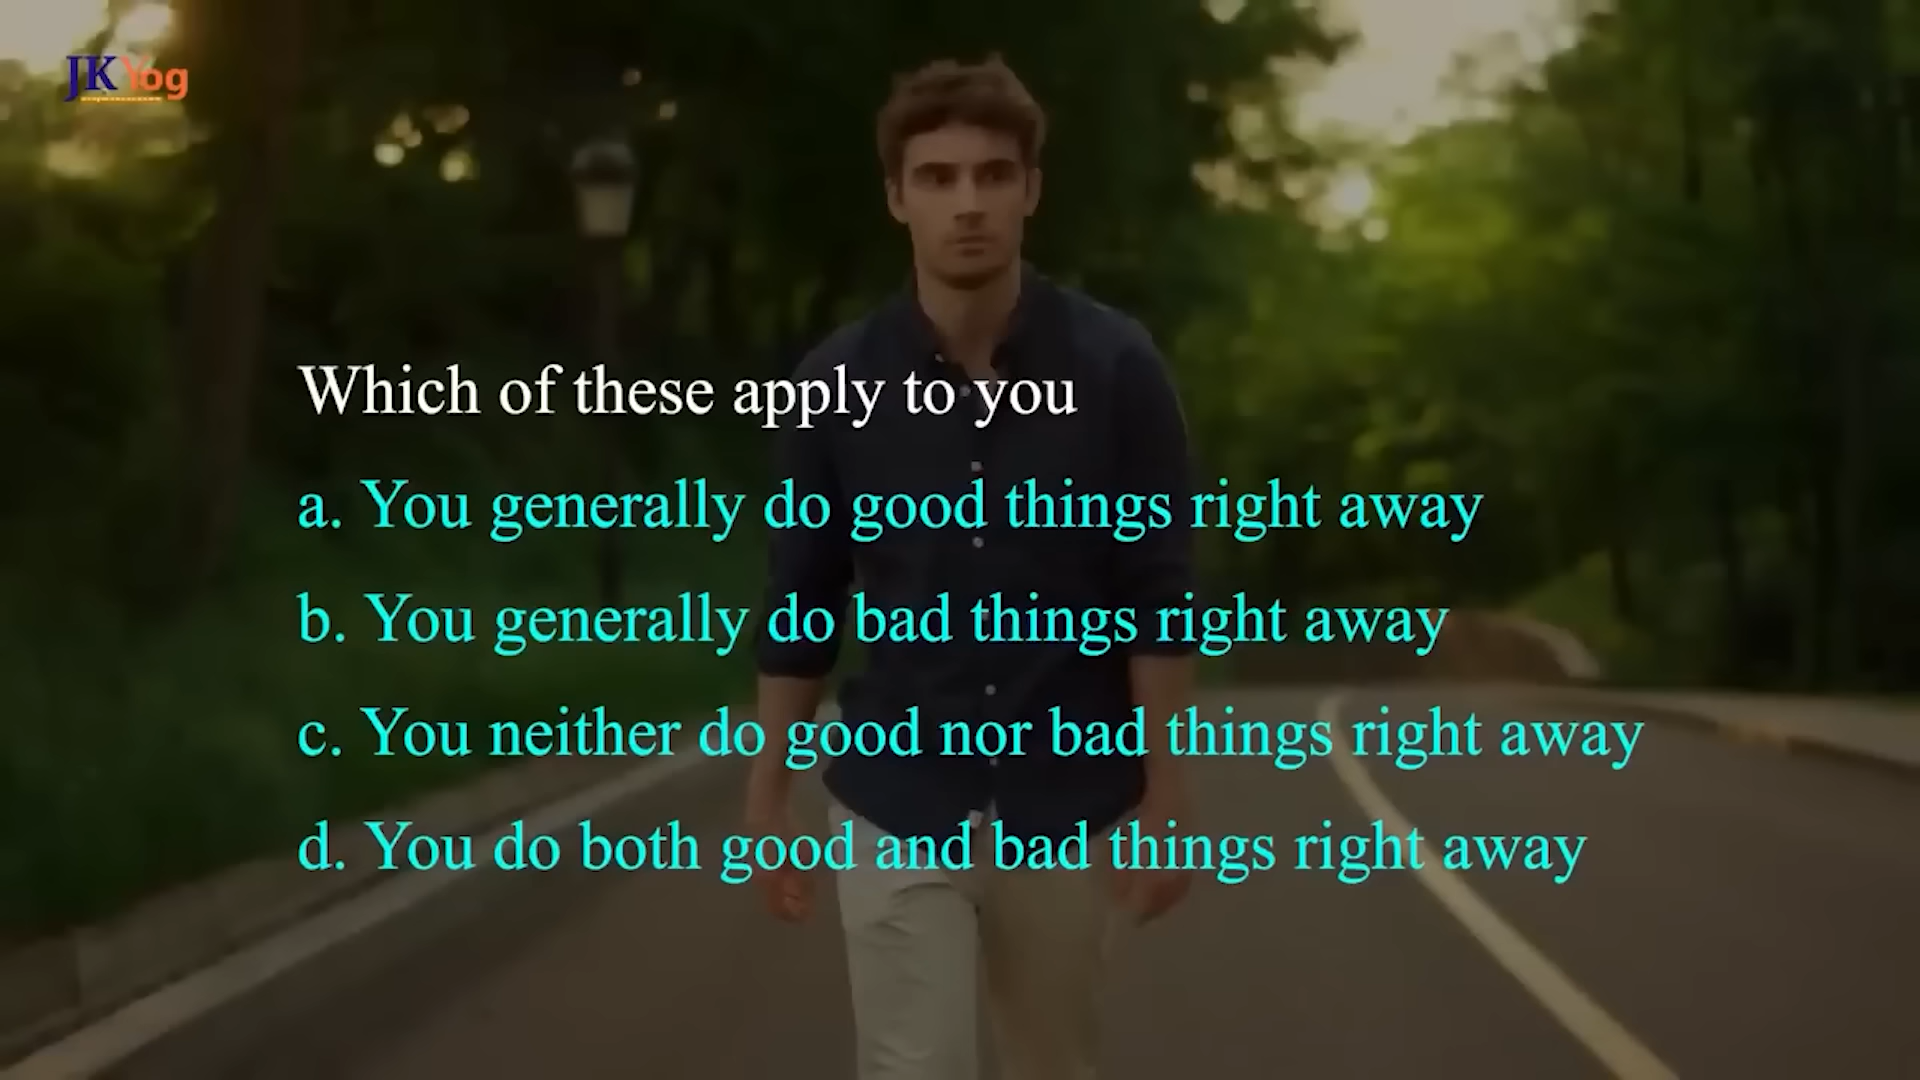 JKYog
Which of these apply to you
a. You generally do good things right away
b. You generally do bad things right away
c. You neither do good nor bad things right away
d. You do both good and bad things right away